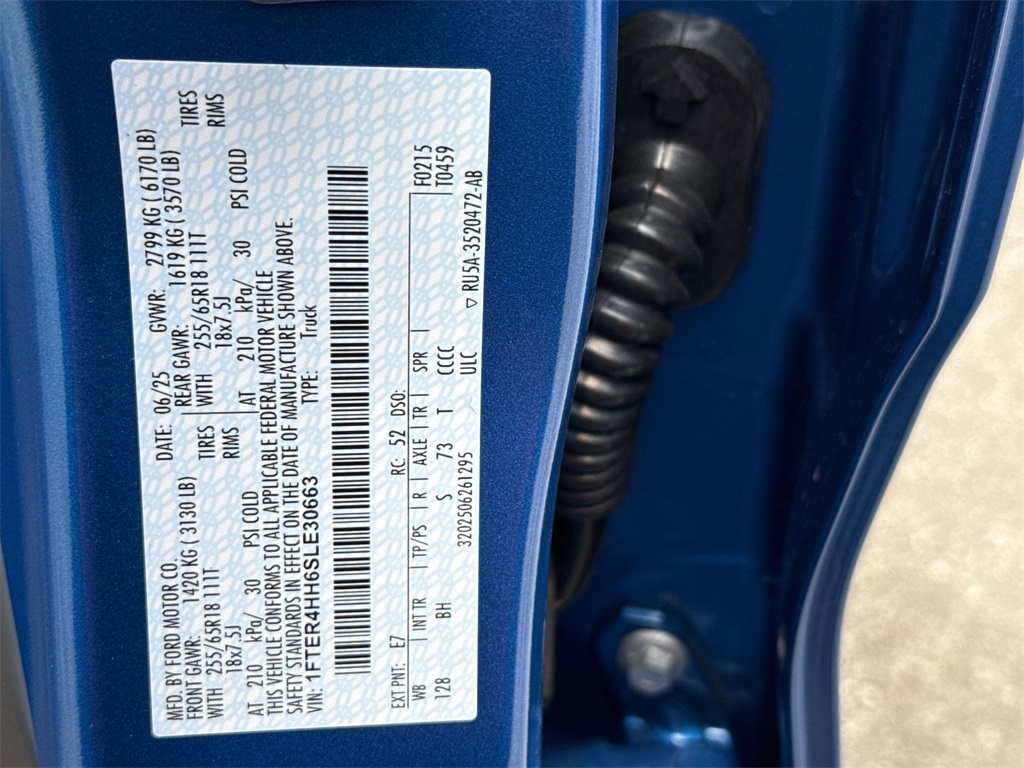 MFD. BY FORD MOTOR CO.
DATE: 06/25 GVWR: 2799 KG ( 6170 LB)
FRONT GAWR: 1420 KG ( 3130 LB) REAR GAWR: 1619 KG ( 3570 LB)
WITH 255/65R18 111T TIRES WITH 255/65R18 111T TIRES
18x7.5J RIMS 18x7.5J RIMS
AT 210 kPa/ 30 PSI COLD AT 210 kPa/ 30 PSI COLD
THIS VEHICLE CONFORMS TO ALL APPLICABLE FEDERAL MOTOR VEHICLE
SAFETY STANDARDS IN EFFECT ON THE DATE OF MANUFACTURE SHOWN ABOVE.
VIN: 1FTER4HH6SLE30663 TYPE: Truck
EXT PNT: E7 RC: 52 DSO: F0215
WB | INT TR | TP/PS | R | AXLE | TR | SPR | T0459
128 BH S 73 T CCCC
3202506261295 ULC ▽ RU5A-3520472-AB